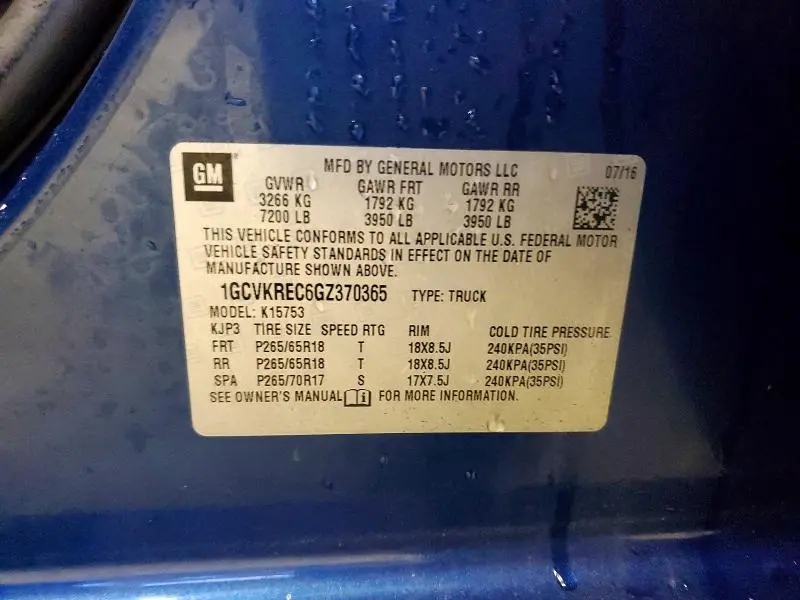 GM
MFD BY GENERAL MOTORS LLC 07/16
GVWR GAWR FRT GAWR RR
3266 KG 1792 KG 1792 KG
7200 LB 3950 LB 3950 LB
THIS VEHICLE CONFORMS TO ALL APPLICABLE U.S. FEDERAL MOTOR
VEHICLE SAFETY STANDARDS IN EFFECT ON THE DATE OF
MANUFACTURE SHOWN ABOVE.
1GCVKREC6GZ370365 TYPE: TRUCK
MODEL: K15753
KJP3 TIRE SIZE SPEED RTG RIM COLD TIRE PRESSURE
FRT P265/65R18 T 18X8.5J 240KPA(35PSI)
RR P265/65R18 T 18X8.5J 240KPA(35PSI)
SPA P265/70R17 S 17X7.5J 240KPA(35PSI)
SEE OWNER'S MANUAL FOR MORE INFORMATION.